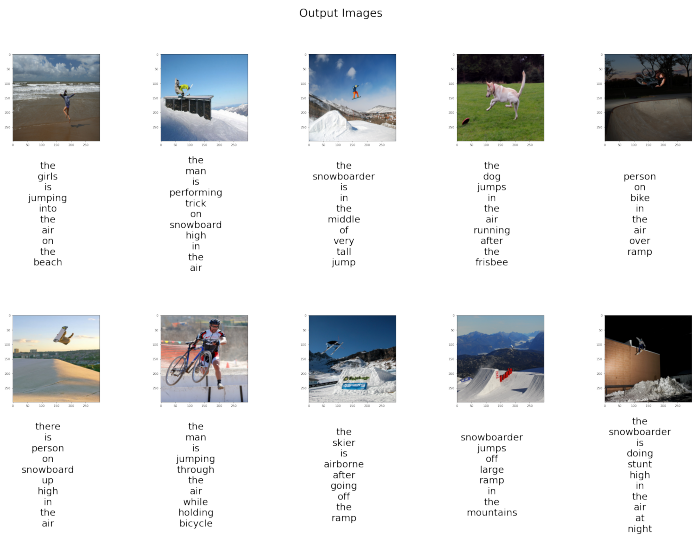 Output Images
the
girls
is
jumping
into
the
air
on
the
beach
the
man
is
performing
trick
on
snowboard
high
in
the
air
the
snowboarder
is
in
the
middle
of
very
tall
jump
the
dog
jumps
in
the
air
running
after
the
frisbee
person
on
bike
in
the
air
over
ramp
there
is
person
on
snowboard
up
high
in
the
air
the
man
is
jumping
through
the
air
while
holding
bicycle
the
skier
is
airborne
after
going
off
the
ramp
snowboarder
jumps
off
large
ramp
in
the
mountains
the
snowboarder
is
doing
stunt
high
in
the
air
at
night